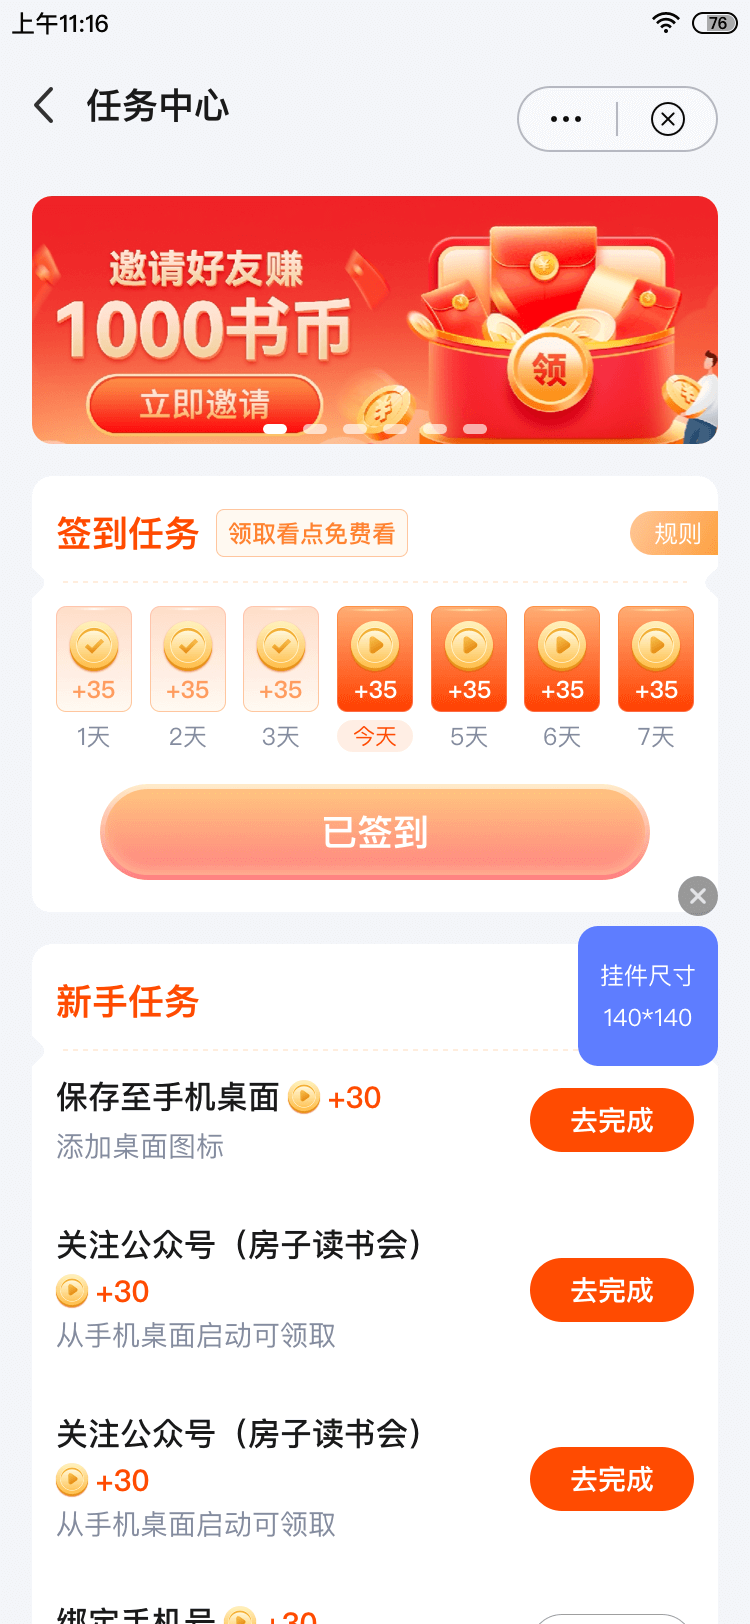 上午11:16
76
任务中心
邀请好友赚
1000书币
领
立即邀请
签到任务 领取看点免费看 规则
+35 +35 +35 +35 +35 +35 +35
1天 2天 3天 今天 5天 6天 7天
已签到
挂件尺寸
140*140
新手任务
保存至手机桌面 +30
添加桌面图标
去完成
关注公众号（房子读书会）
+30
从手机桌面启动可领取
去完成
关注公众号（房子读书会）
+30
从手机桌面启动可领取
去完成
绑定手机号 +30